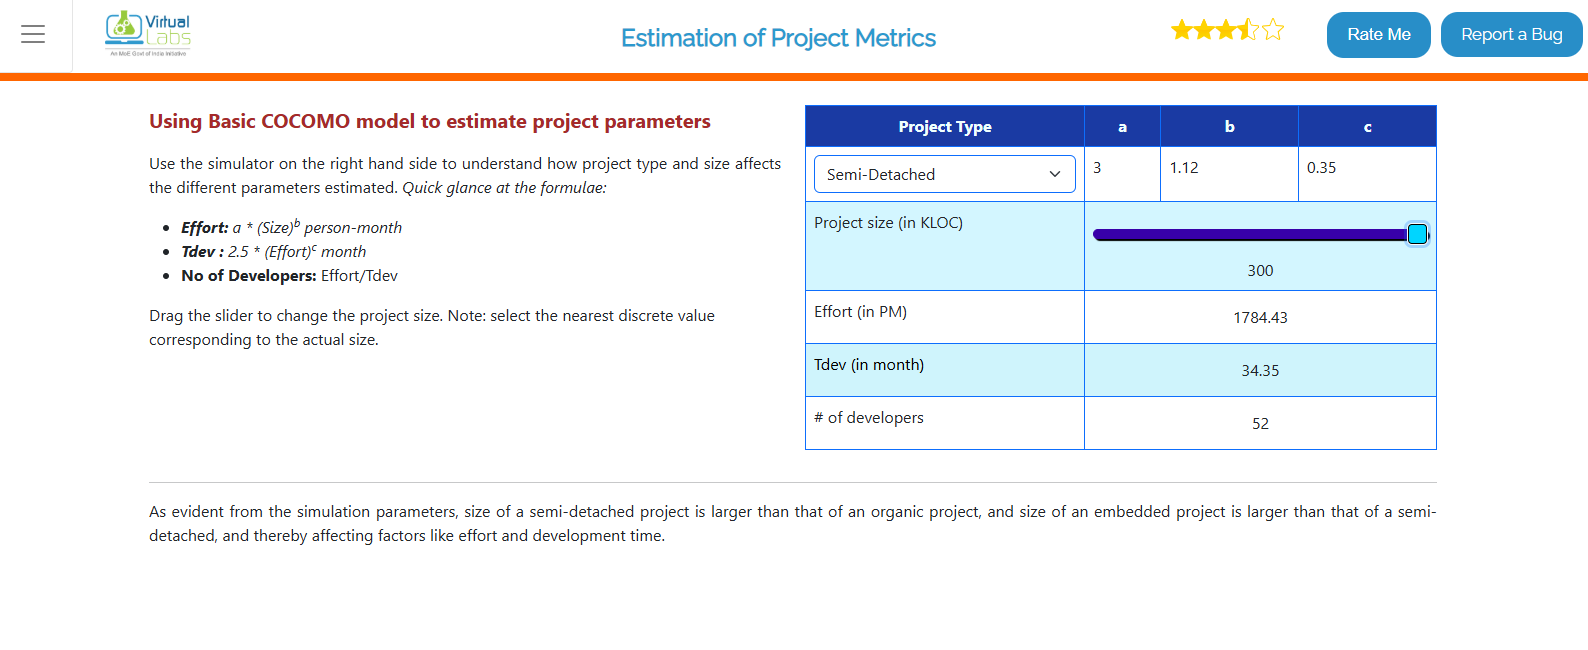 Virtual
Labs
An MoE Govt of India Initiative
Estimation of Project Metrics
Rate Me
Report a Bug
Using Basic COCOMO model to estimate project parameters
Use the simulator on the right hand side to understand how project type and size affects
the different parameters estimated. Quick glance at the formulae:
Effort: a * (Size)ᵇ person-month
Tdev : 2.5 * (Effort)ᶜ month
No of Developers: Effort/Tdev
Drag the slider to change the project size. Note: select the nearest discrete value
corresponding to the actual size.
Project Type a b c
Semi-Detached 3 1.12 0.35
Project size (in KLOC)
300
Effort (in PM) 1784.43
Tdev (in month) 34.35
# of developers 52
As evident from the simulation parameters, size of a semi-detached project is larger than that of an organic project, and size of an embedded project is larger than that of a semi-
detached, and thereby affecting factors like effort and development time.